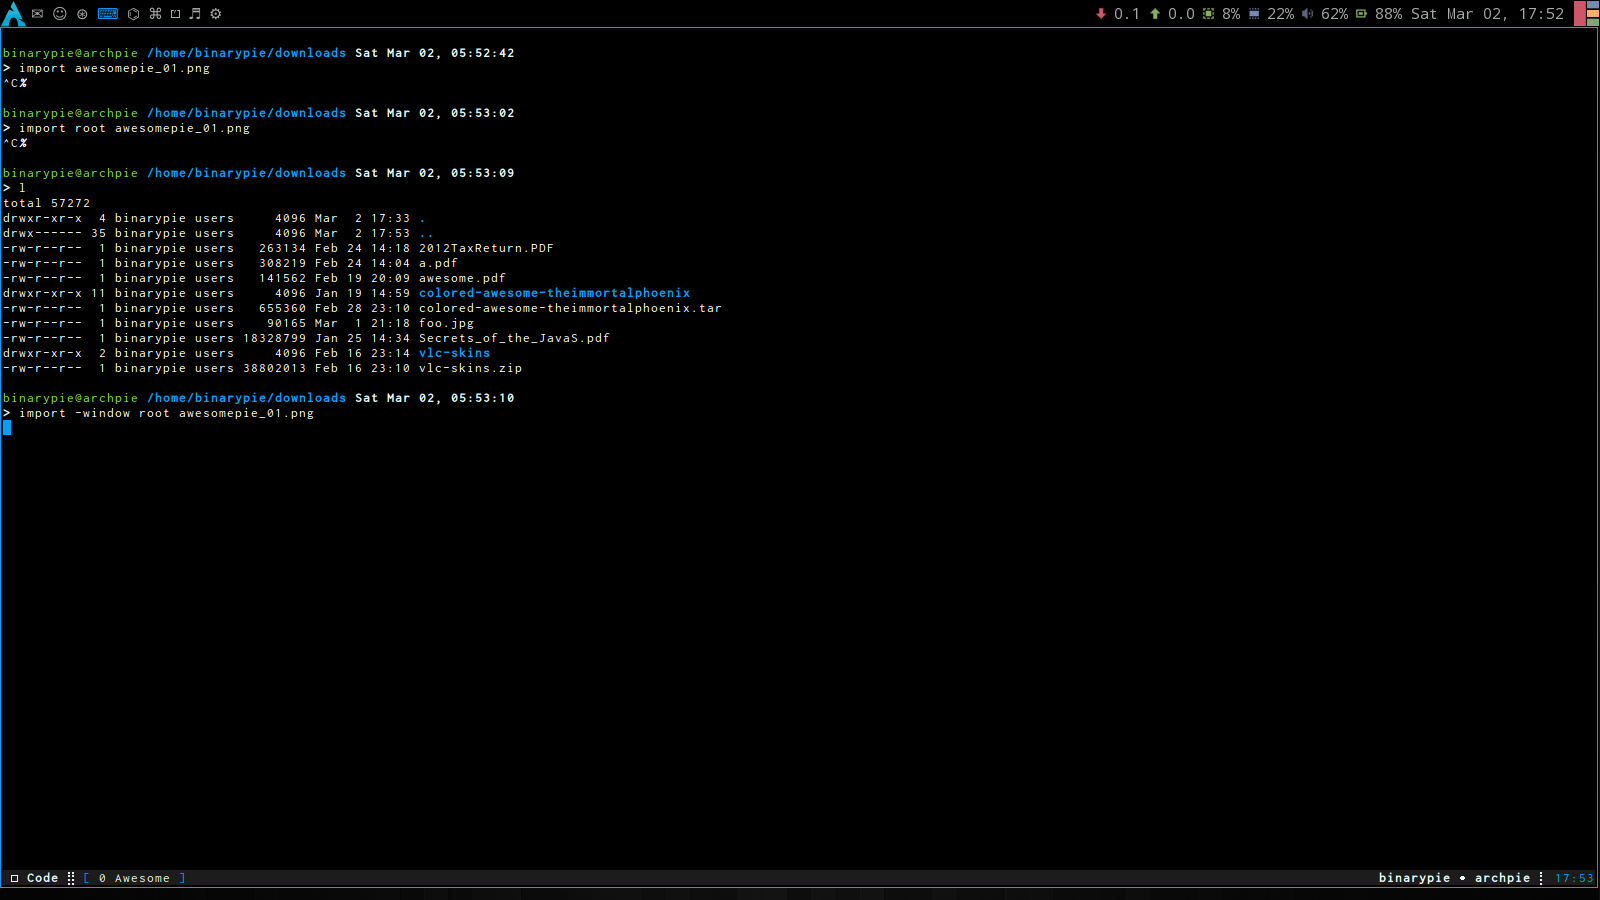 0.1 0.0 8% 22% 62% 88% Sat Mar 02, 17:52
binarypie@archpie /home/binarypie/downloads Sat Mar 02, 05:52:42
> import awesomepie_01.png
^C%
binarypie@archpie /home/binarypie/downloads Sat Mar 02, 05:53:02
> import root awesomepie_01.png
^C%
binarypie@archpie /home/binarypie/downloads Sat Mar 02, 05:53:09
> l
total 57272
drwxr-xr-x  4 binarypie users     4096 Mar  2 17:33 .
drwx------ 35 binarypie users     4096 Mar  2 17:53 ..
-rw-r--r--  1 binarypie users   263134 Feb 24 14:18 2012TaxReturn.PDF
-rw-r--r--  1 binarypie users   308219 Feb 24 14:04 a.pdf
-rw-r--r--  1 binarypie users   141562 Feb 19 20:09 awesome.pdf
drwxr-xr-x 11 binarypie users     4096 Jan 19 14:59 colored-awesome-theimmortalphoenix
-rw-r--r--  1 binarypie users   655360 Feb 28 23:10 colored-awesome-theimmortalphoenix.tar
-rw-r--r--  1 binarypie users    90165 Mar  1 21:18 foo.jpg
-rw-r--r--  1 binarypie users 18328799 Jan 25 14:34 Secrets_of_the_JavaS.pdf
drwxr-xr-x  2 binarypie users     4096 Feb 16 23:14 vlc-skins
-rw-r--r--  1 binarypie users 38802013 Feb 16 23:10 vlc-skins.zip
binarypie@archpie /home/binarypie/downloads Sat Mar 02, 05:53:10
> import -window root awesomepie_01.png
Code [ 0 Awesome ] binarypie • archpie 17:53